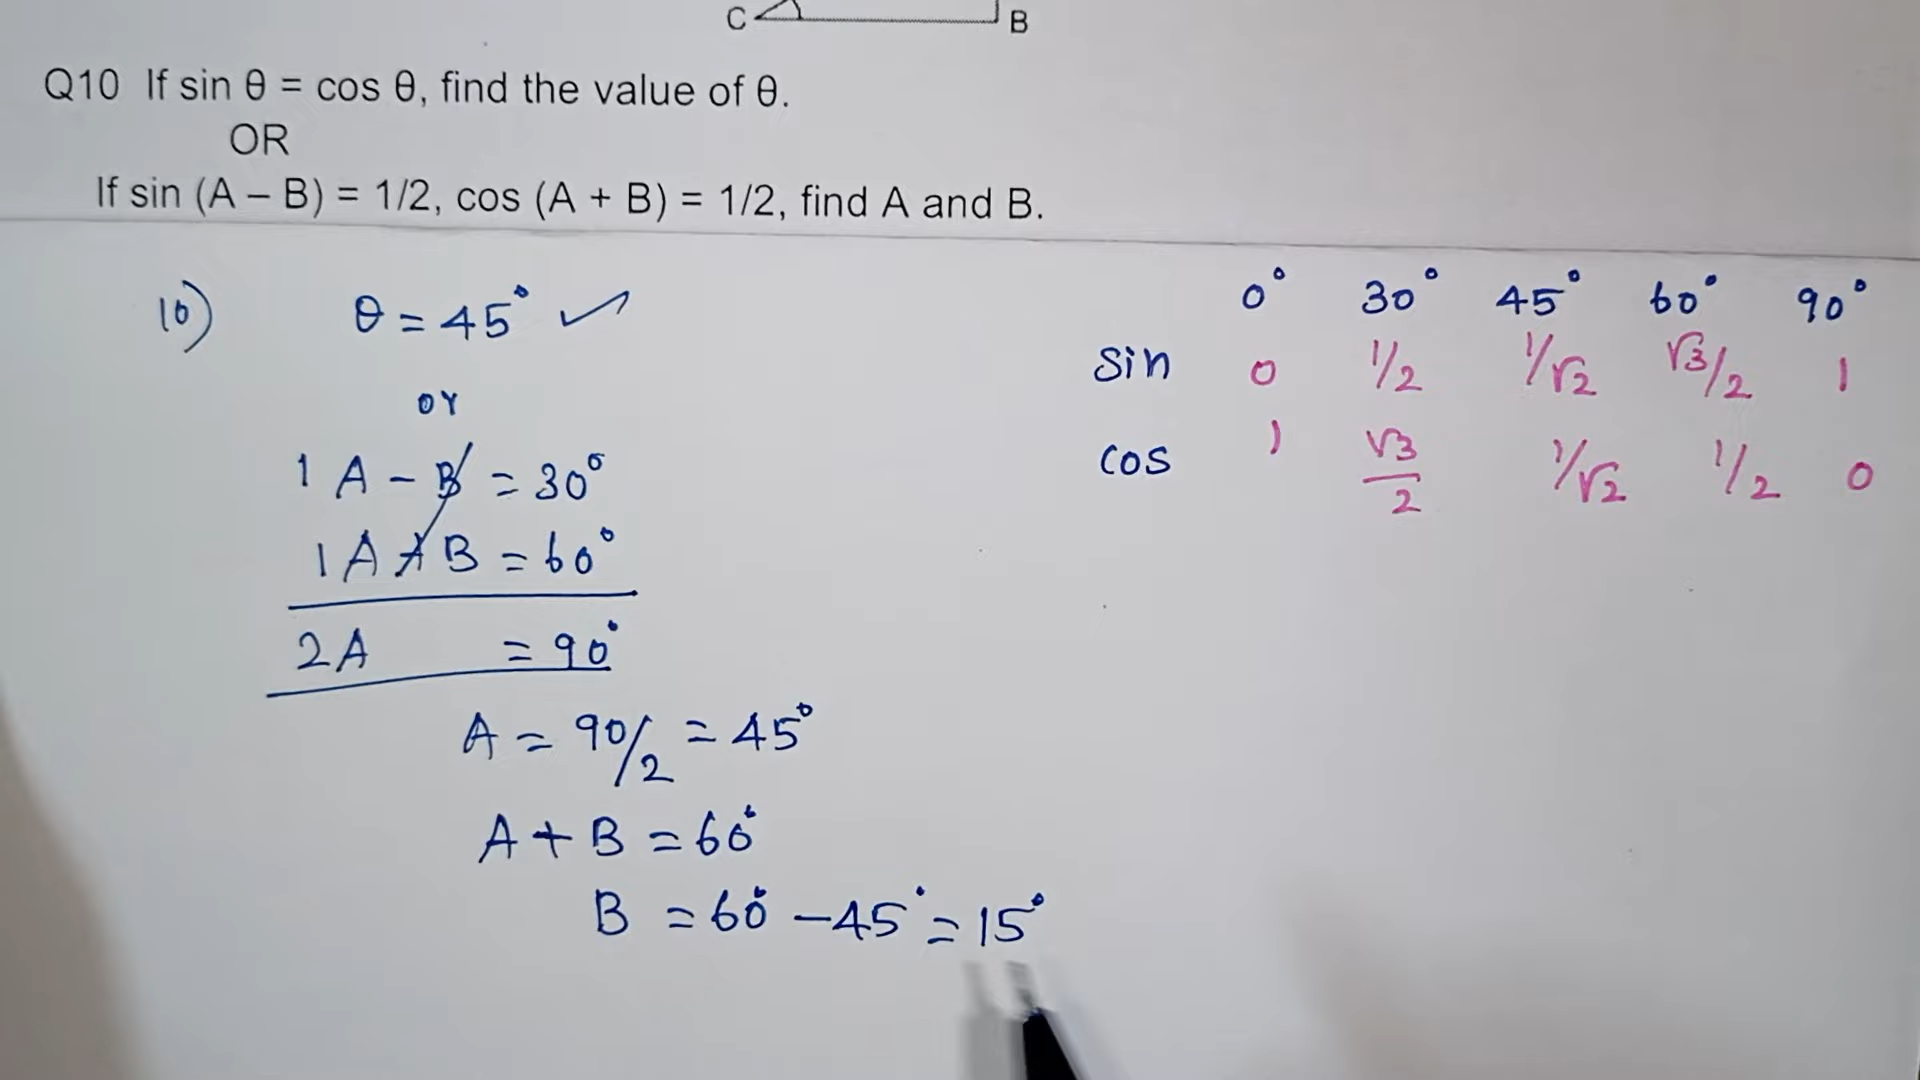 C B
Q10 If sin θ = cos θ, find the value of θ.
OR
If sin (A – B) = 1/2, cos (A + B) = 1/2, find A and B.
10) θ = 45° ✓
or
1 A - B = 30°
1 A + B = 60°
2A = 90°
A = 90/2 = 45°
A + B = 60°
B = 60° - 45° = 15°
0° 30° 45° 60° 90°
Sin 0 1/2 1/√2 √3/2 1
cos 1 √3/2 1/√2 1/2 0